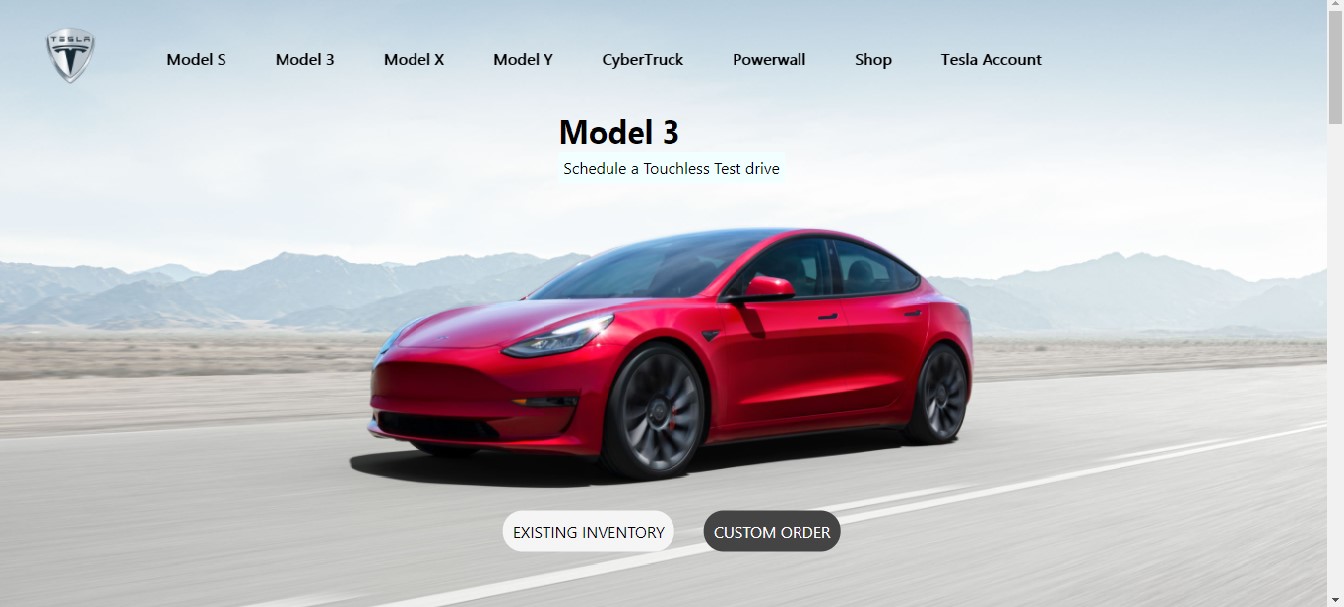 TESLA
Model S Model 3 Model X Model Y CyberTruck Powerwall Shop Tesla Account
Model 3
Schedule a Touchless Test drive
EXISTING INVENTORY CUSTOM ORDER